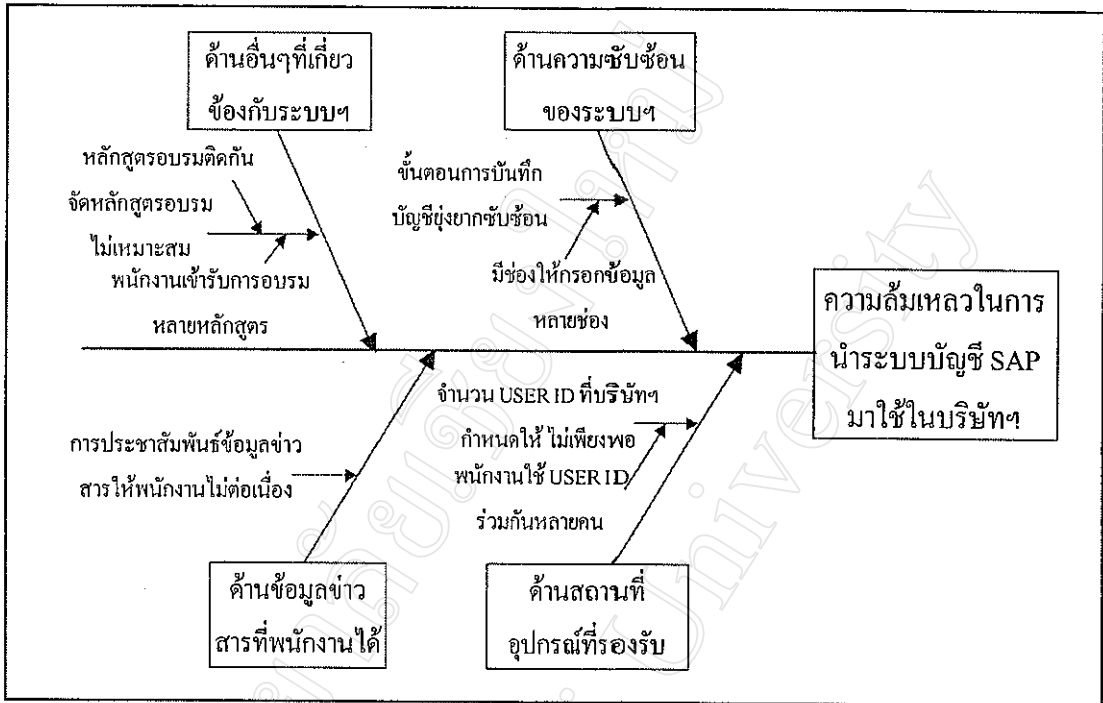 ด้านอื่นๆที่เกี่ยว
ข้องกับระบบฯ
ด้านความซับซ้อน
ของระบบฯ
หลักสูตรอบรมติดกัน
จัดหลักสูตรอบรม
ไม่เหมาะสม
พนักงานเข้ารับการอบรม
หลายหลักสูตร
ขั้นตอนการบันทึก
บัญชียุ่งยากซับซ้อน
มีช่องให้กรอกข้อมูล
หลายช่อง
ความล้มเหลวในการ
นำระบบบัญชี SAP
มาใช้ในบริษัทฯ
การประชาสัมพันธ์ข้อมูลข่าว
สารให้พนักงานไม่ต่อเนื่อง
จำนวน USER ID ที่บริษัทฯ
กำหนดให้ ไม่เพียงพอ
พนักงานใช้ USER ID
ร่วมกันหลายคน
ด้านข้อมูลข่าว
สารที่พนักงานได้
ด้านสถานที่
อุปกรณ์ที่รองรับ
University